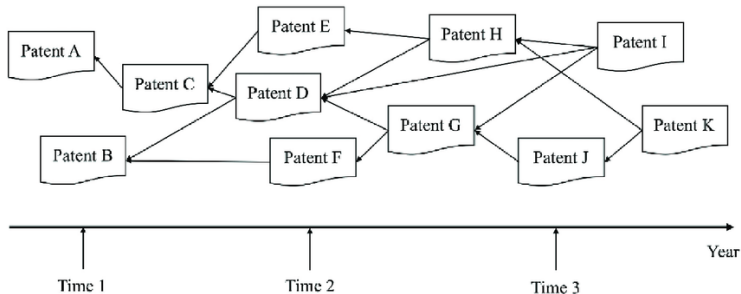 Patent E
Patent H
Patent I
Patent A
Patent C
Patent D
Patent G
Patent K
Patent B
Patent F
Patent J
Year
Time 1
Time 2
Time 3